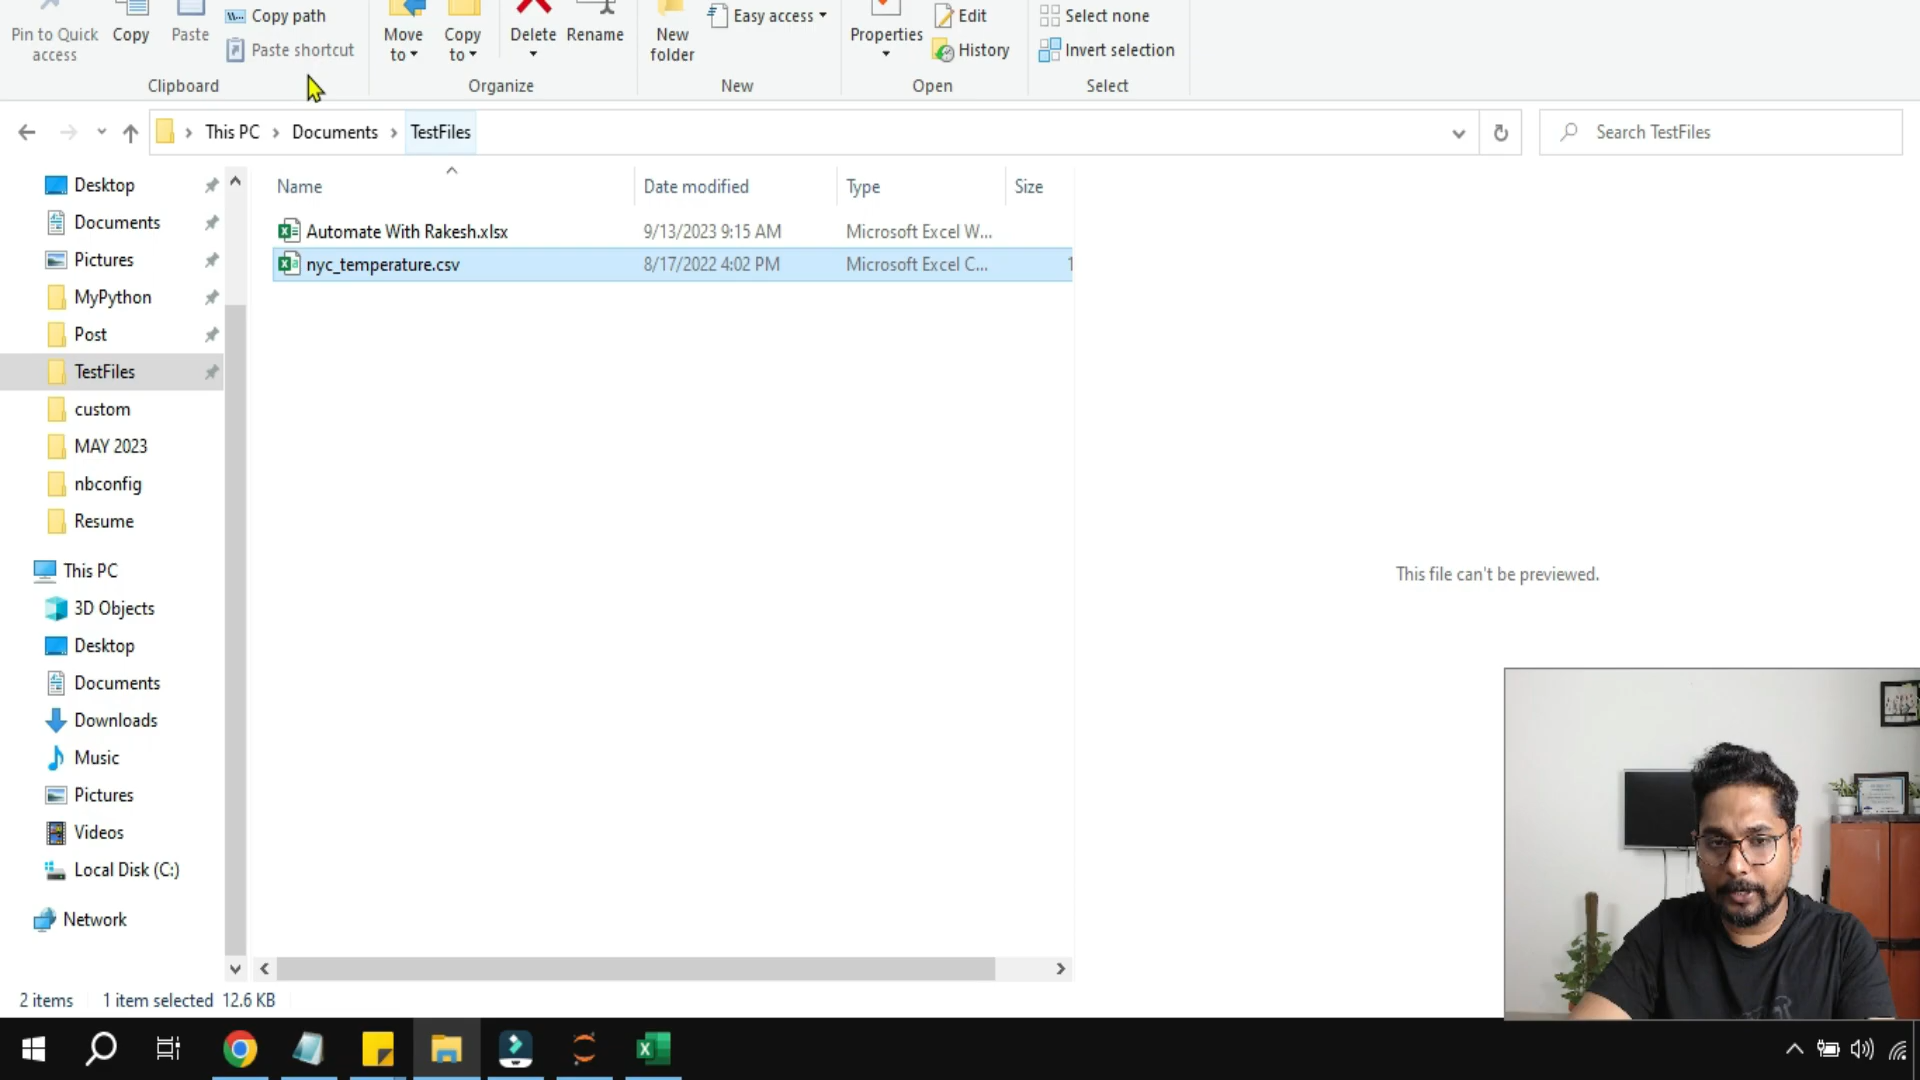 Pin to Quick access
Copy
Paste
Copy path
Paste shortcut
Move to
Copy to
Delete
Rename
New folder
Easy access
Properties
Edit
History
Select none
Invert selection
Clipboard
Organize
New
Open
Select
This PC
Documents
TestFiles
Search TestFiles
Desktop
Documents
Pictures
MyPython
Post
TestFiles
custom
MAY 2023
nbconfig
Resume
This PC
3D Objects
Desktop
Documents
Downloads
Music
Pictures
Videos
Local Disk (C:)
Network
Name Date modified Type Size
Automate With Rakesh.xlsx 9/13/2023 9:15 AM Microsoft Excel W...
nyc_temperature.csv 8/17/2022 4:02 PM Microsoft Excel C... 1
This file can't be previewed.
2 items 1 item selected 12.6 KB